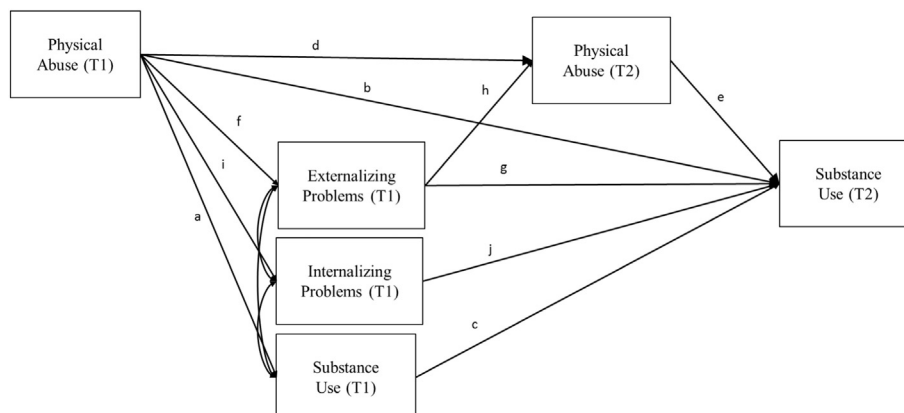 Physical
Abuse (T1)
d
Physical
Abuse (T2)
b
h
e
f
i
Externalizing
Problems (T1)
g
Substance
Use (T2)
a
Internalizing
Problems (T1)
j
c
Substance
Use (T1)